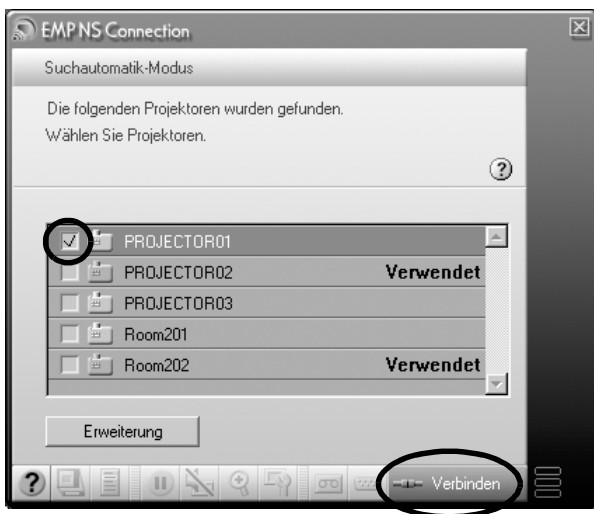 EMP NS Connection
Suchautomatik-Modus
Die folgenden Projektoren wurden gefunden.
Wählen Sie Projektoren.
?
PROJECTOR01
PROJECTOR02 Verwendet
PROJECTOR03
Room201
Room202 Verwendet
Erweiterung
? Verbinden